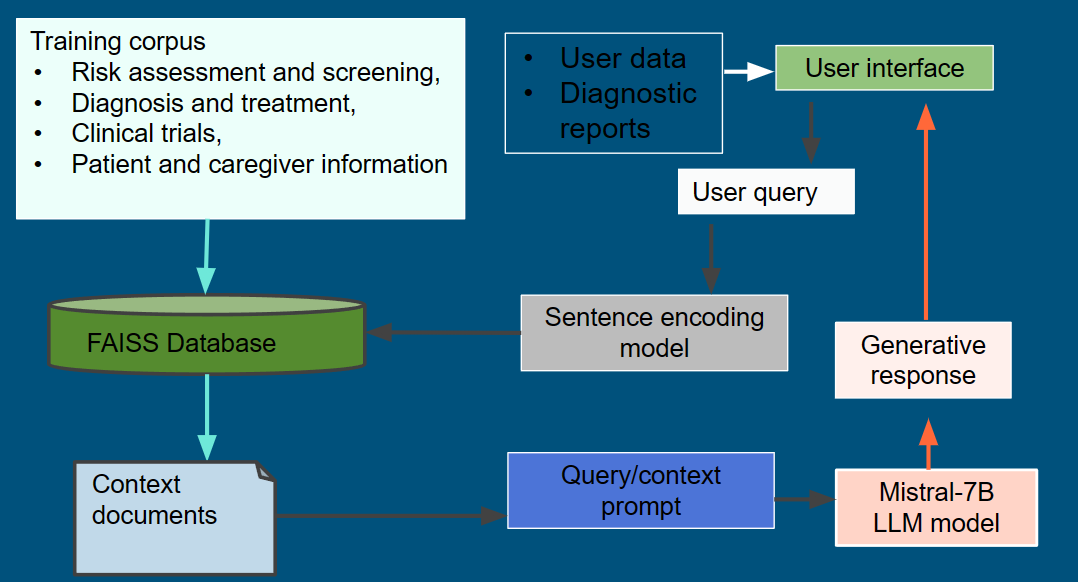 Training corpus
• Risk assessment and screening,
• Diagnosis and treatment,
• Clinical trials,
• Patient and caregiver information
• User data
• Diagnostic
reports
User interface
User query
Sentence encoding
model
FAISS Database
Generative
response
Context
documents
Query/context
prompt
Mistral-7B
LLM model